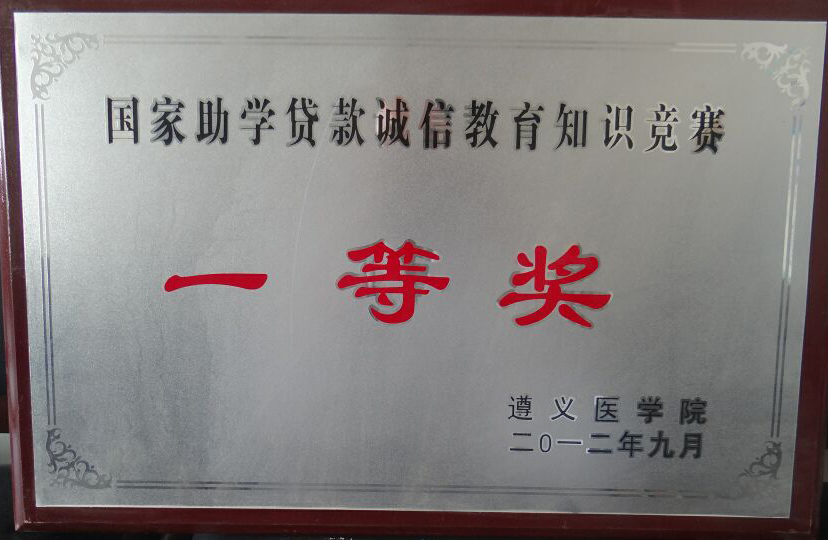 国家助学贷款诚信教育知识竞赛
一等奖
遵义医学院
二0一二年九月